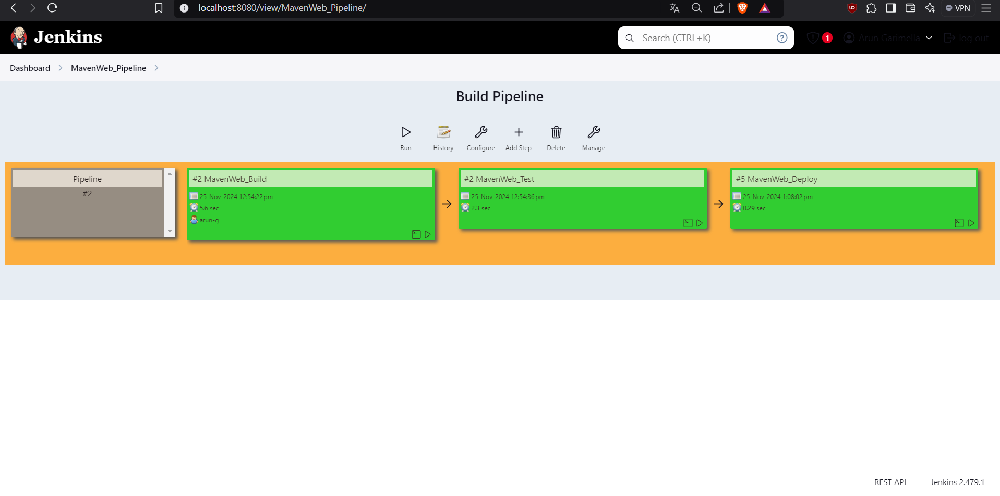 localhost:8080/view/MavenWeb_Pipeline/
VPN
Jenkins
Search (CTRL+K)
?
1
Arun Garimella
log out
Dashboard
MavenWeb_Pipeline
Build Pipeline
Run
History
Configure
Add Step
Delete
Manage
Pipeline
#2
#2 MavenWeb_Build
25-Nov-2024 12:54:22 pm
5.6 sec
arun-g
#2 MavenWeb_Test
25-Nov-2024 12:54:36 pm
2.3 sec
#5 MavenWeb_Deploy
25-Nov-2024 1:08:02 pm
0.29 sec
REST API
Jenkins 2.479.1